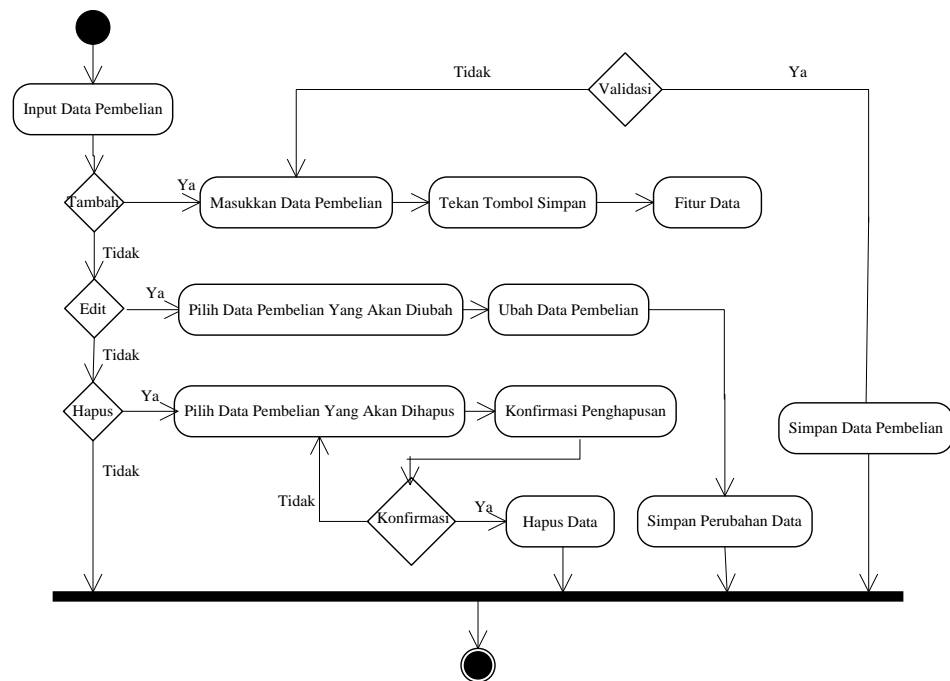 Tidak
Ya
Validasi
Input Data Pembelian
Tambah
Ya
Masukkan Data Pembelian
Tekan Tombol Simpan
Fitur Data
Tidak
Edit
Ya
Pilih Data Pembelian Yang Akan Diubah
Ubah Data Pembelian
Tidak
Hapus
Ya
Pilih Data Pembelian Yang Akan Dihapus
Konfirmasi Penghapusan
Simpan Data Pembelian
Tidak
Tidak
Konfirmasi
Ya
Hapus Data
Simpan Perubahan Data